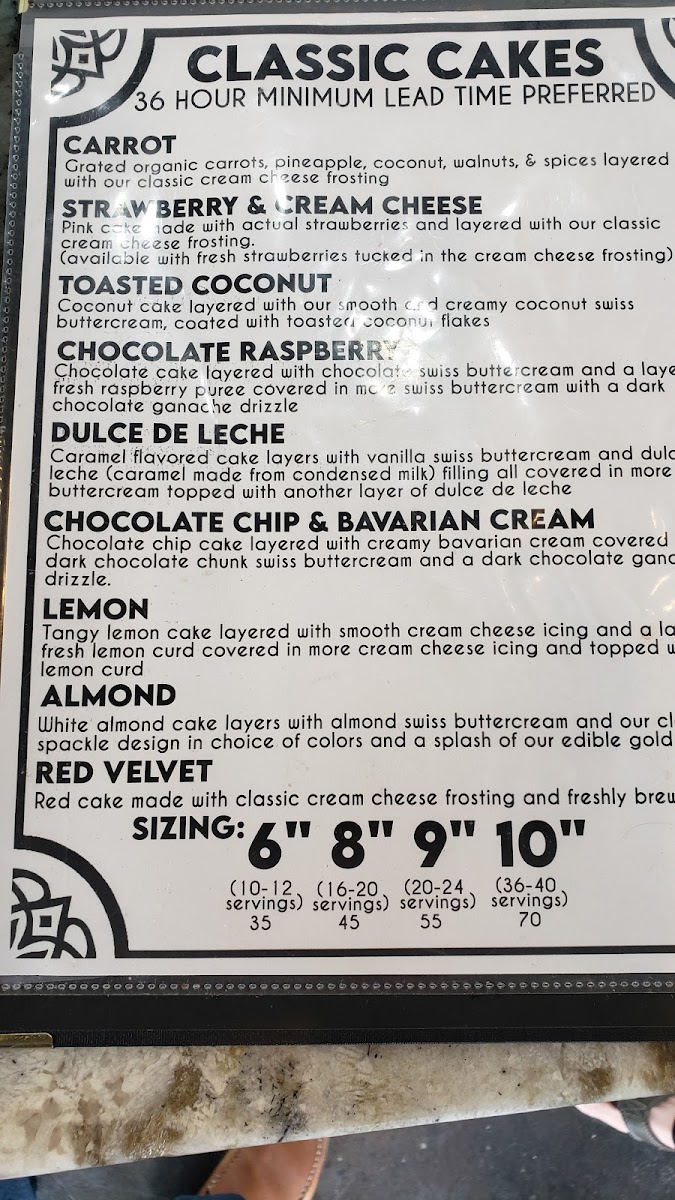 CLASSIC CAKES
36 HOUR MINIMUM LEAD TIME PREFERRED
CARROT
Grated organic carrots, pineapple, coconut, walnuts, & spices layered
with our classic cream cheese frosting
STRAWBERRY & CREAM CHEESE
Pink cake made with actual strawberries and layered with our classic
cream cheese frosting.
(available with fresh strawberries tucked in the cream cheese frosting)
TOASTED COCONUT
Coconut cake layered with our smooth and creamy coconut swiss
buttercream, coated with toasted coconut flakes
CHOCOLATE RASPBERRY
Chocolate cake layered with chocolate swiss buttercream and a
fresh raspberry puree covered in more swiss buttercream with a dark
chocolate ganache drizzle
DULCE DE LECHE
Caramel flavored cake layers with vanilla swiss buttercream and
leche (caramel made from condensed milk) filling all covered in more
buttercream topped with another layer of dulce de leche
CHOCOLATE CHIP & BAVARIAN CREAM
Chocolate chip cake layered with creamy bavarian cream covered
dark chocolate chunk swiss buttercream and a dark chocolate
drizzle.
LEMON
Tangy lemon cake layered with smooth cream cheese icing and a
fresh lemon curd covered in more cream cheese icing and topped
lemon curd
ALMOND
White almond cake layers with almond swiss buttercream and our
spackle design in choice of colors and a splash of our edible gold
RED VELVET
Red cake made with classic cream cheese frosting and freshly
SIZING: 6" 8" 9" 10"
(10-12 servings) (16-20 servings) (20-24 servings) (36-40 servings)
35 45 55 70